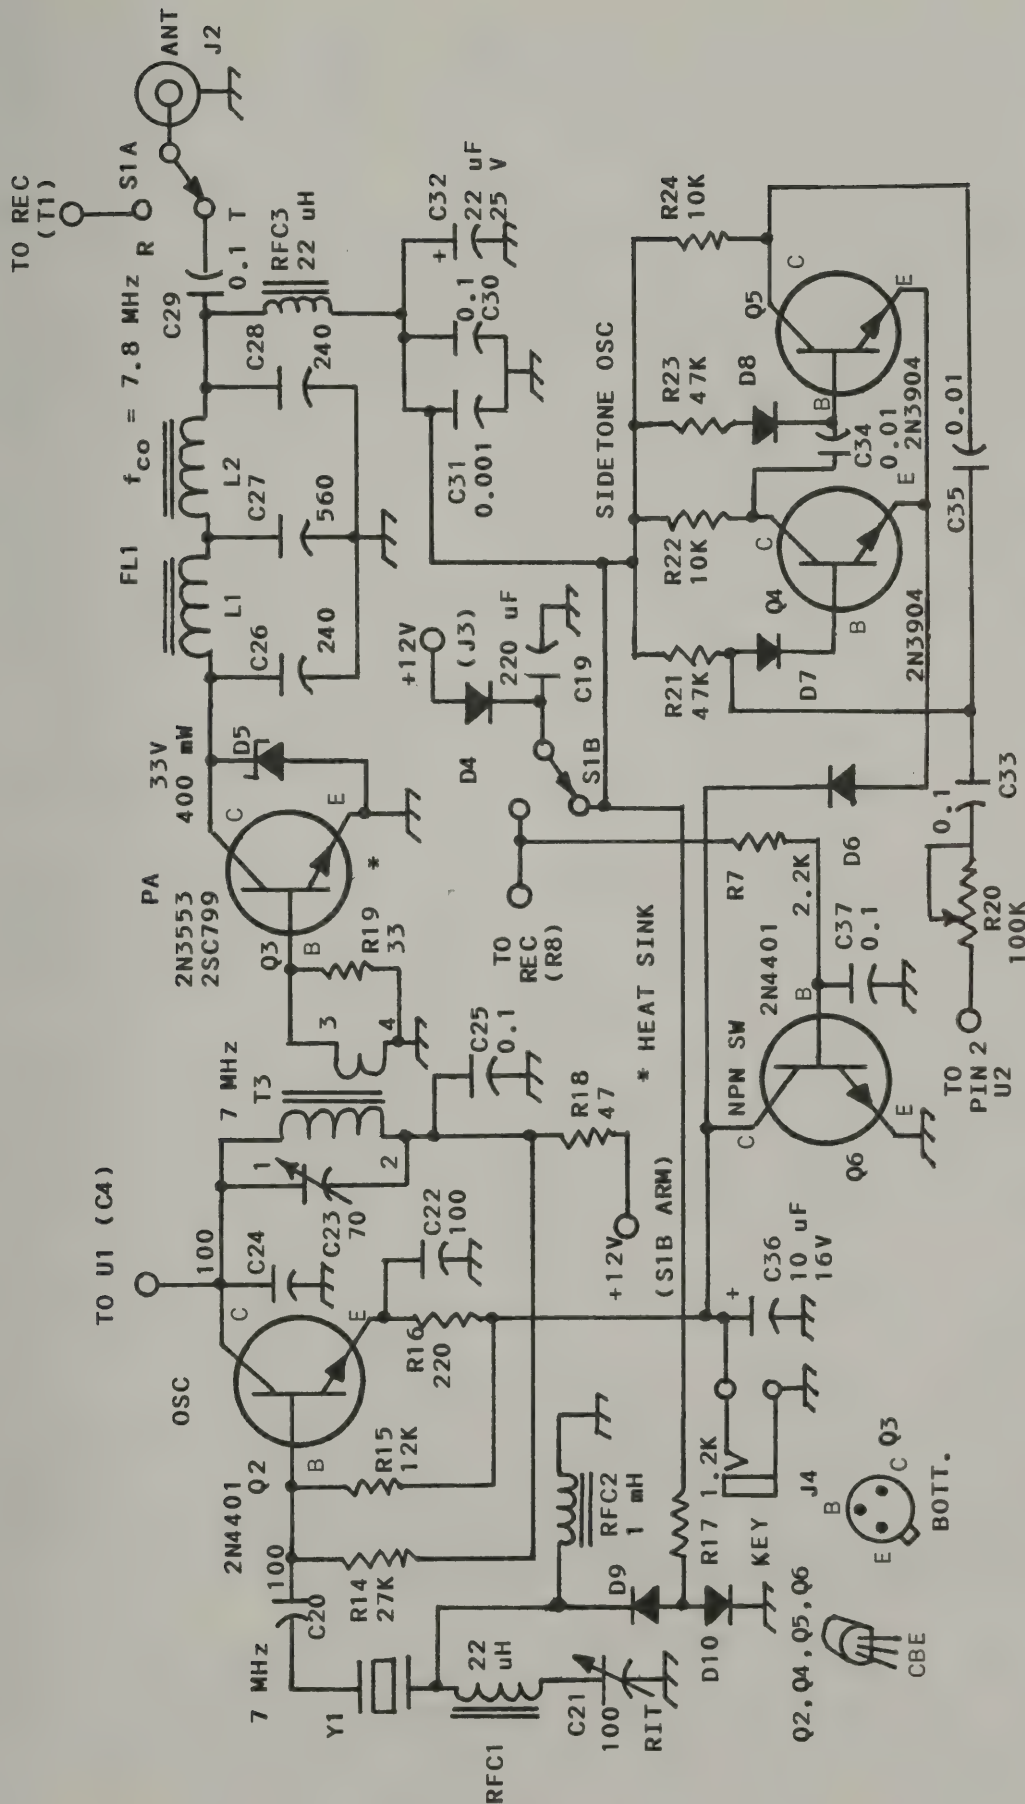 TO U1 (C4)
OSC
2N4401
Q2
100
7 MHz
C20
Y1
R14
27K
R15
12K
B
C
E
R16
220
C24
100
C23
70
C22
100
1
2
3
4
T3
7 MHz
C25
0.1
R18
47
+12V
(S1B ARM)
RFC1
22
uH
C21
100
RIT
RFC2
1 mH
D9
D10
R17 1.2K
KEY
J4
C36
10 uF
16V
+
Q2,Q4,Q5,Q6
CBE
E
B
C
Q3
BOTT.
PA
2N3553
2SC799
Q3
B
C
E
R19
33
*
33V
400 mW
D5
FL1
fco = 7.8 MHz
L1
L2
C26
240
C27
560
C28
240
C29
0.1
RFC3
22 uH
TO REC
(T1)
R
S1A
T
ANT
J2
C32
22 uF
25 V
+
0.1
C30
C31
0.001
+12V
(J3)
D4
220 uF
C19
S1B
TO
REC
(R8)
* HEAT SINK
R7
2.2K
NPN SW
2N4401
C
B
E
Q6
C37
0.1
D6
SIDETONE OSC
R21
47K
R22
10K
R23
47K
R24
10K
D7
D8
Q4
C
B
E
2N3904
Q5
C
B
E
2N3904
C34
0.01
C35
0.01
C33
0.1
R20
100K
TO
PIN 2
U2